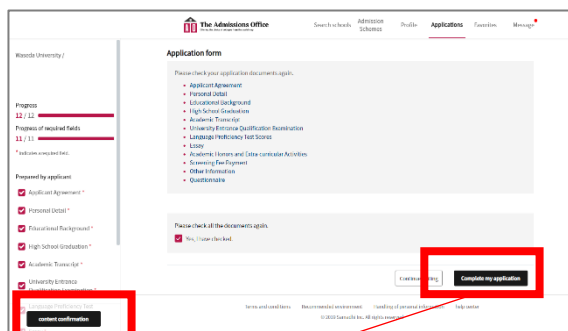 The Admissions Office
Search schools
Admission
Schemes
Profile
Applications
Favorites
Message
Waseda University /
Progress
12 / 12
Progress of required fields
11 / 11
* Indicates a required field.
Prepared by applicant
Applicant Agreement *
Personal Detail *
Educational Background *
High School Graduation *
Academic Transcript *
University Entrance
content confirmation
Application form
Please check your application documents again.
Applicant Agreement
Personal Detail
Educational Background
High School Graduation
Academic Transcript
University Entrance Qualification Examination
Language Proficiency Test Scores
Essay
Academic Honors and Extra-curricular Activities
Screening Fee Payment
Other Information
Questionnaire
Please check all the documents again.
Yes, I have checked.
Complete my application
Terms and conditions
Recommended environment
Handling of personal information
Help center